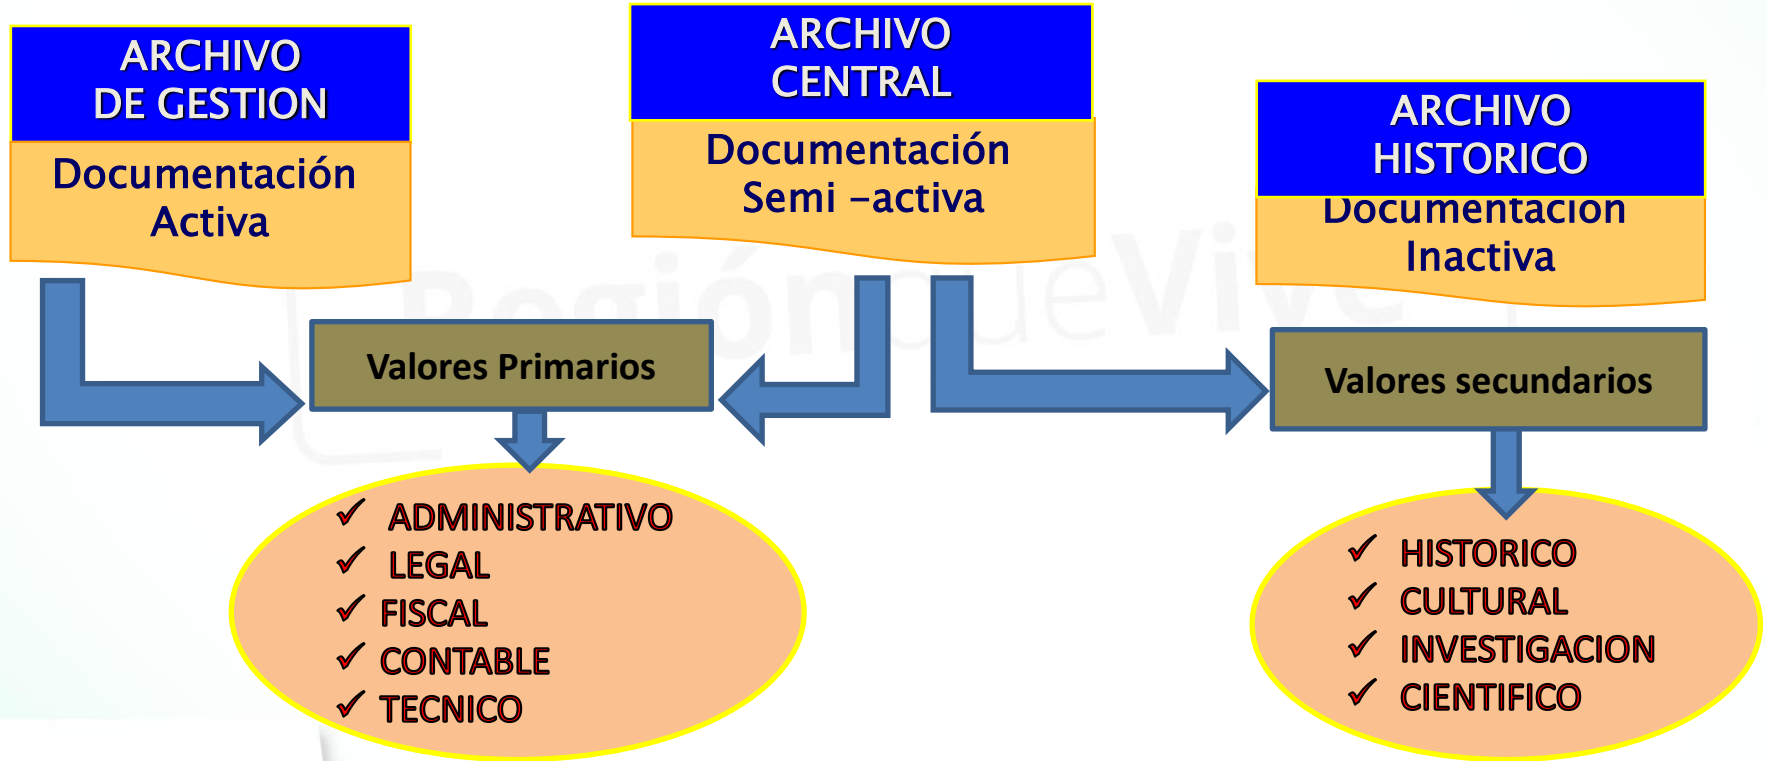 ARCHIVO
DE GESTION
Documentación
Activa
ARCHIVO
CENTRAL
Documentación
Semi -activa
ARCHIVO
HISTORICO
Documentación
Inactiva
RegiónqueVive
Valores Primarios
Valores secundarios
✓ ADMINISTRATIVO
✓ LEGAL
✓ FISCAL
✓ CONTABLE
✓ TECNICO
✓ HISTORICO
✓ CULTURAL
✓ INVESTIGACION
✓ CIENTIFICO